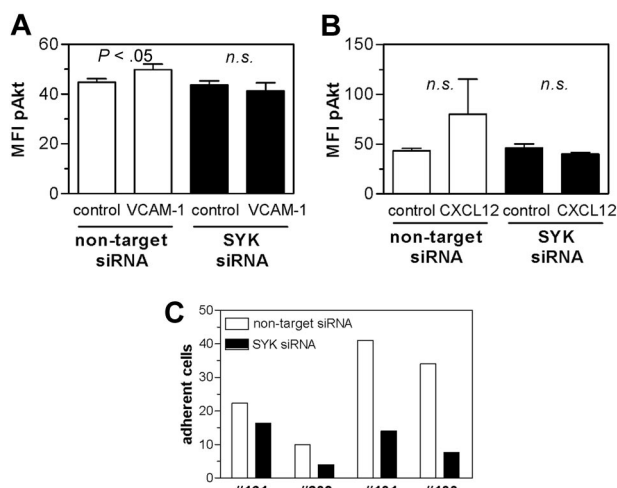 A
60
40
20
0
MFI pAkt
P < .05
n.s.
control VCAM-1 control VCAM-1
non-target siRNA
SYK siRNA
B
150
100
50
0
MFI pAkt
n.s.
n.s.
control CXCL12 control CXCL12
non-target siRNA
SYK siRNA
C
50
40
30
20
10
0
adherent cells
non-target siRNA
SYK siRNA